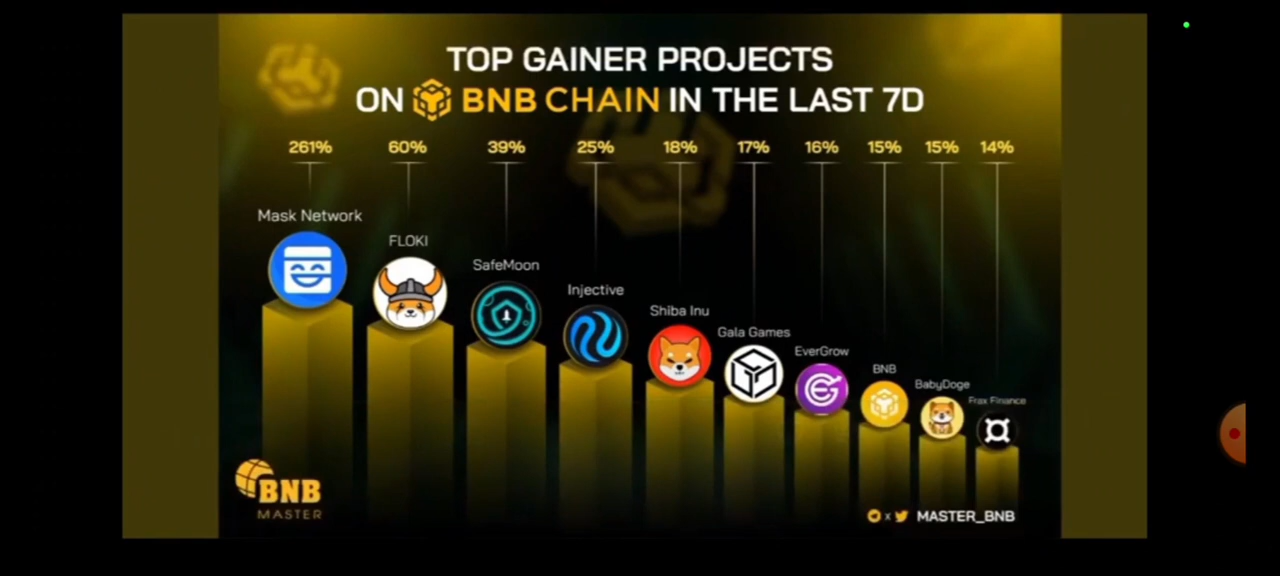 TOP GAINER PROJECTS
ON BNB CHAIN IN THE LAST 7D
261% 60% 39% 25% 18% 17% 16% 15% 15% 14%
Mask Network
FLOKI
SafeMoon
Injective
Shiba Inu
Gala Games
EverGrow
BNB
BabyDoge
Frax Finance
BNB
MASTER
x MASTER_BNB